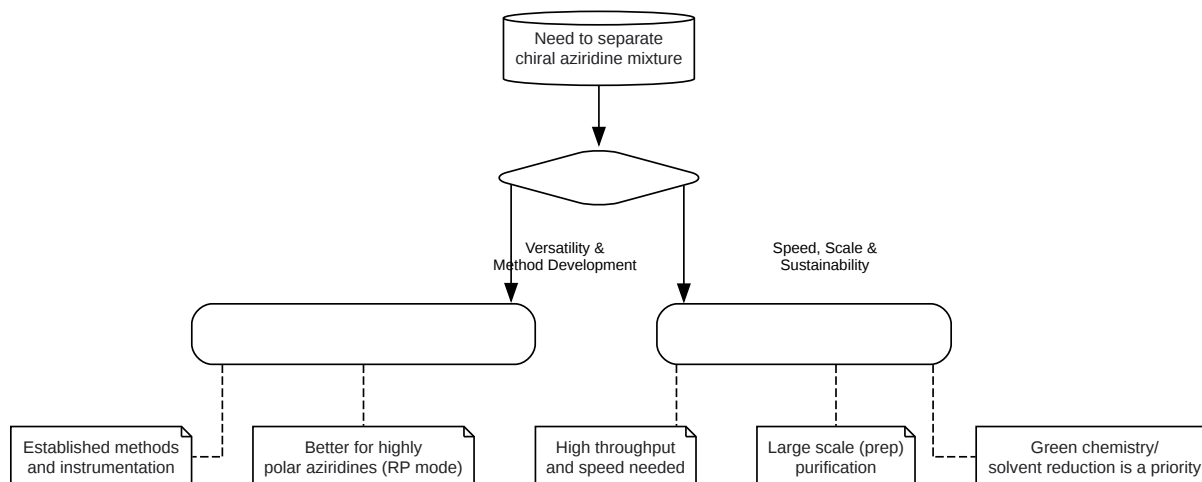 Need to separate
chiral aziridine mixture
Versatility &
Method Development
Speed, Scale &
Sustainability
Established methods
and instrumentation
Better for highly
polar aziridines (RP mode)
High throughput
and speed needed
Large scale (prep)
purification
Green chemistry/
solvent reduction is a priority